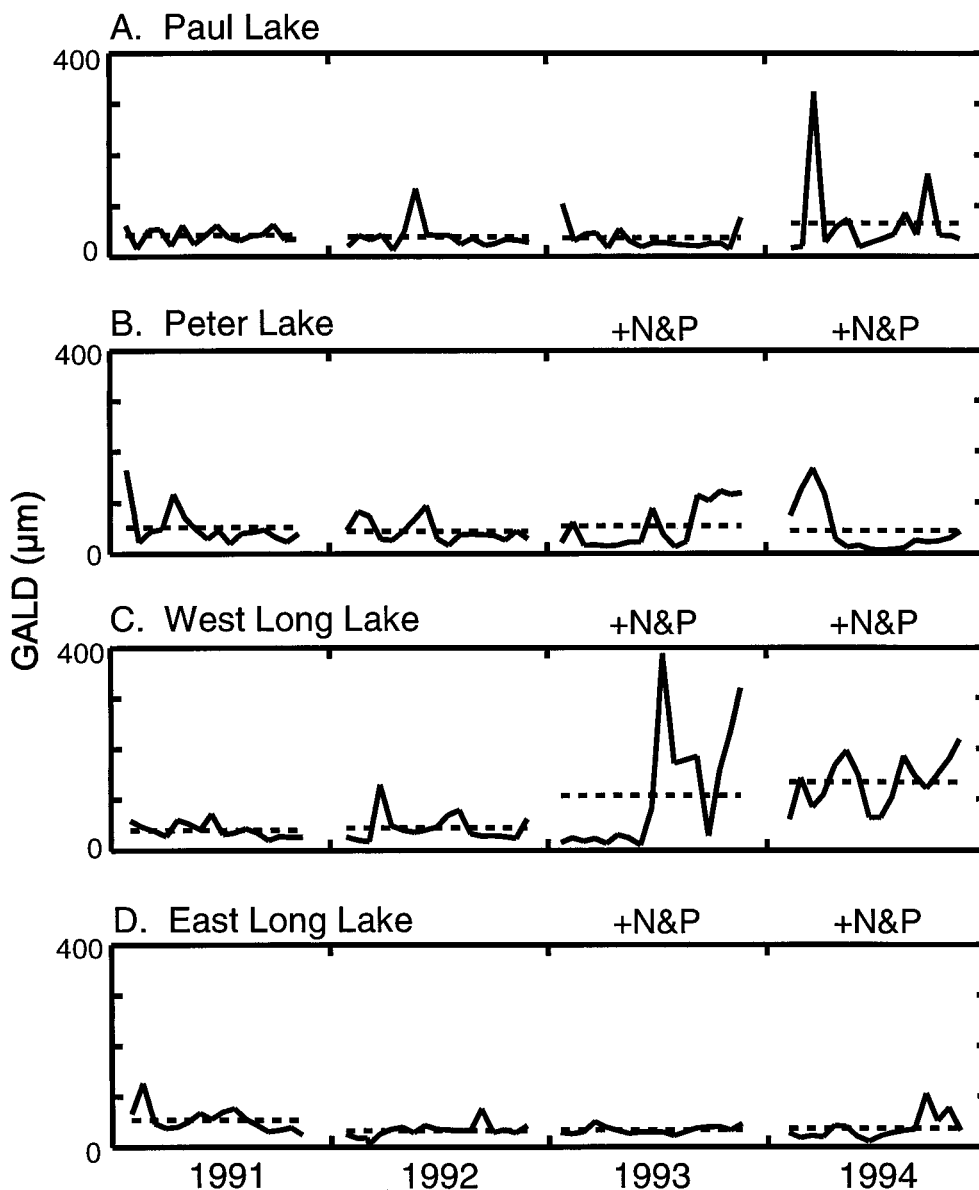 A. Paul Lake
400
0
B. Peter Lake +N&P +N&P
400
0
GALD (µm)
C. West Long Lake +N&P +N&P
400
0
D. East Long Lake +N&P +N&P
400
0
1991 1992 1993 1994